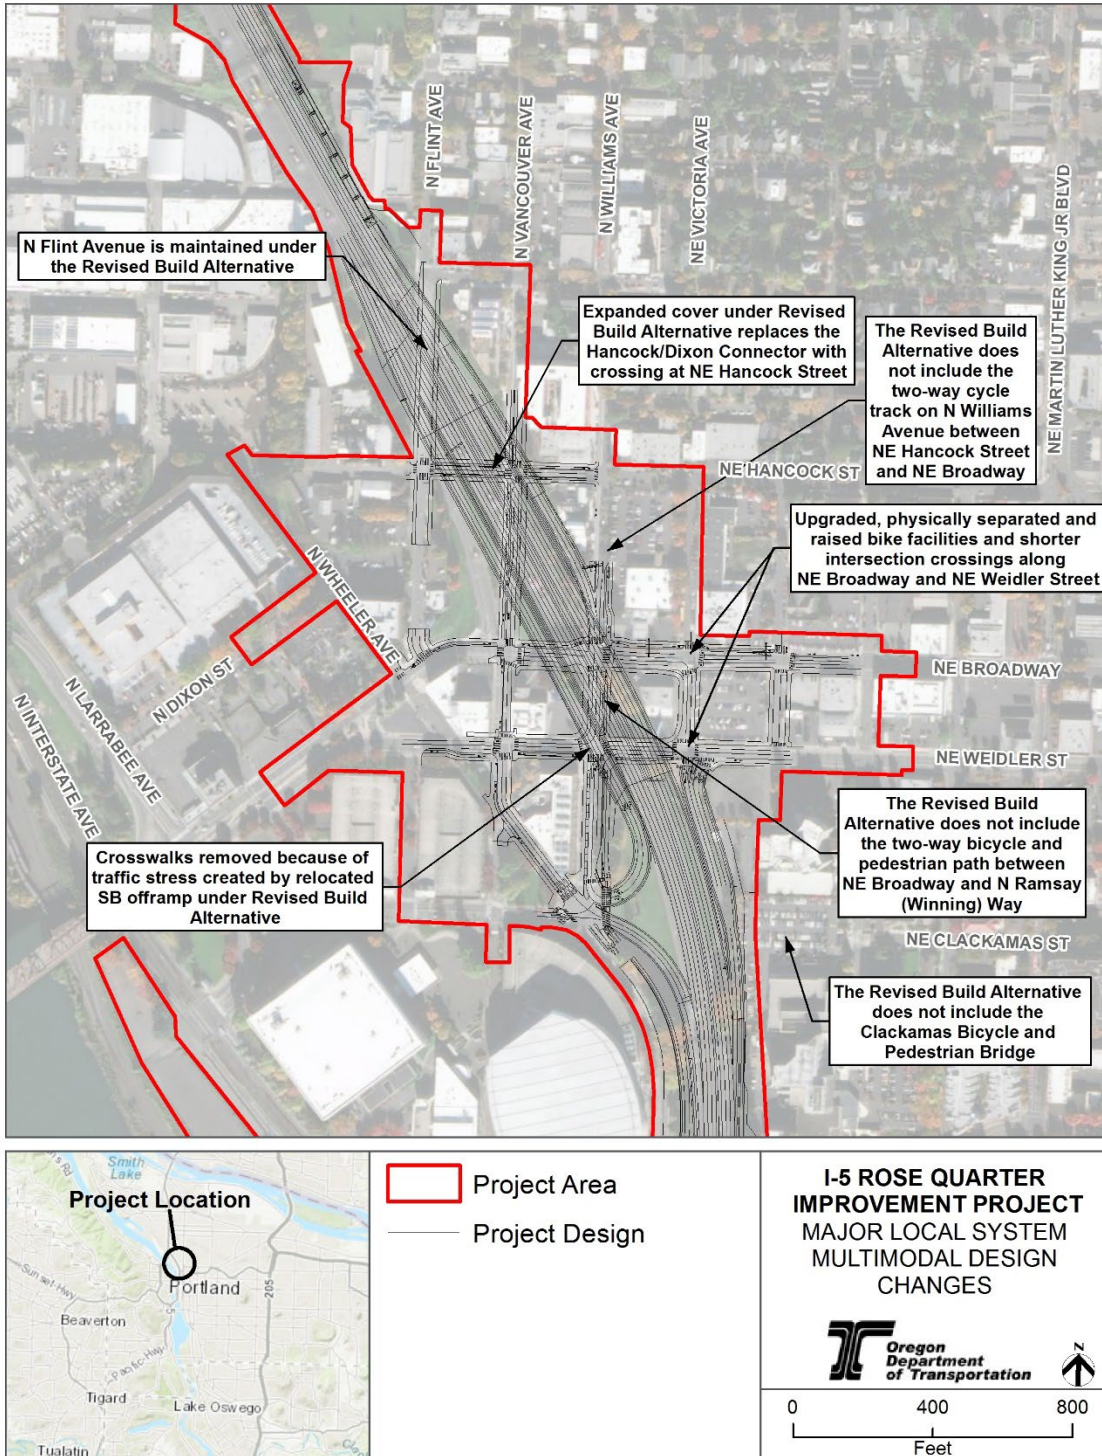 N FLINT AVE
N VANCOUVER AVE
N WILLIAMS AVE
NE VICTORIA AVE
NE MARTIN LUTHER KING JR BLVD
N Flint Avenue is maintained under
the Revised Build Alternative
Expanded cover under Revised
Build Alternative replaces the
Hancock/Dixon Connector with
crossing at NE Hancock Street
The Revised Build
Alternative does
not include the
two-way cycle
track on N Williams
Avenue between
NE Hancock Street
and NE Broadway
NE HANCOCK ST
Upgraded, physically separated and
raised bike facilities and shorter
intersection crossings along
NE Broadway and NE Weidler Street
N WHEELER AVE
N DIXON ST
N LARRABEE AVE
N INTERSTATE AVE
NE BROADWAY
NE WEIDLER ST
Crosswalks removed because of
traffic stress created by relocated
SB offramp under Revised Build
Alternative
The Revised Build
Alternative does not include
the two-way bicycle and
pedestrian path between
NE Broadway and N Ramsay
(Winning) Way
NE CLACKAMAS ST
The Revised Build Alternative
does not include the
Clackamas Bicycle and
Pedestrian Bridge
Smith
Lake
Project Location
Portland
Sunset-Hwy
205
5
Beaverton
Pacific-Hwy
Tigard
Lake Oswego
Tualatin
Project Area
Project Design
I-5 ROSE QUARTER
IMPROVEMENT PROJECT
MAJOR LOCAL SYSTEM
MULTIMODAL DESIGN
CHANGES
Oregon
Department
of Transportation
N
0 400 800
Feet